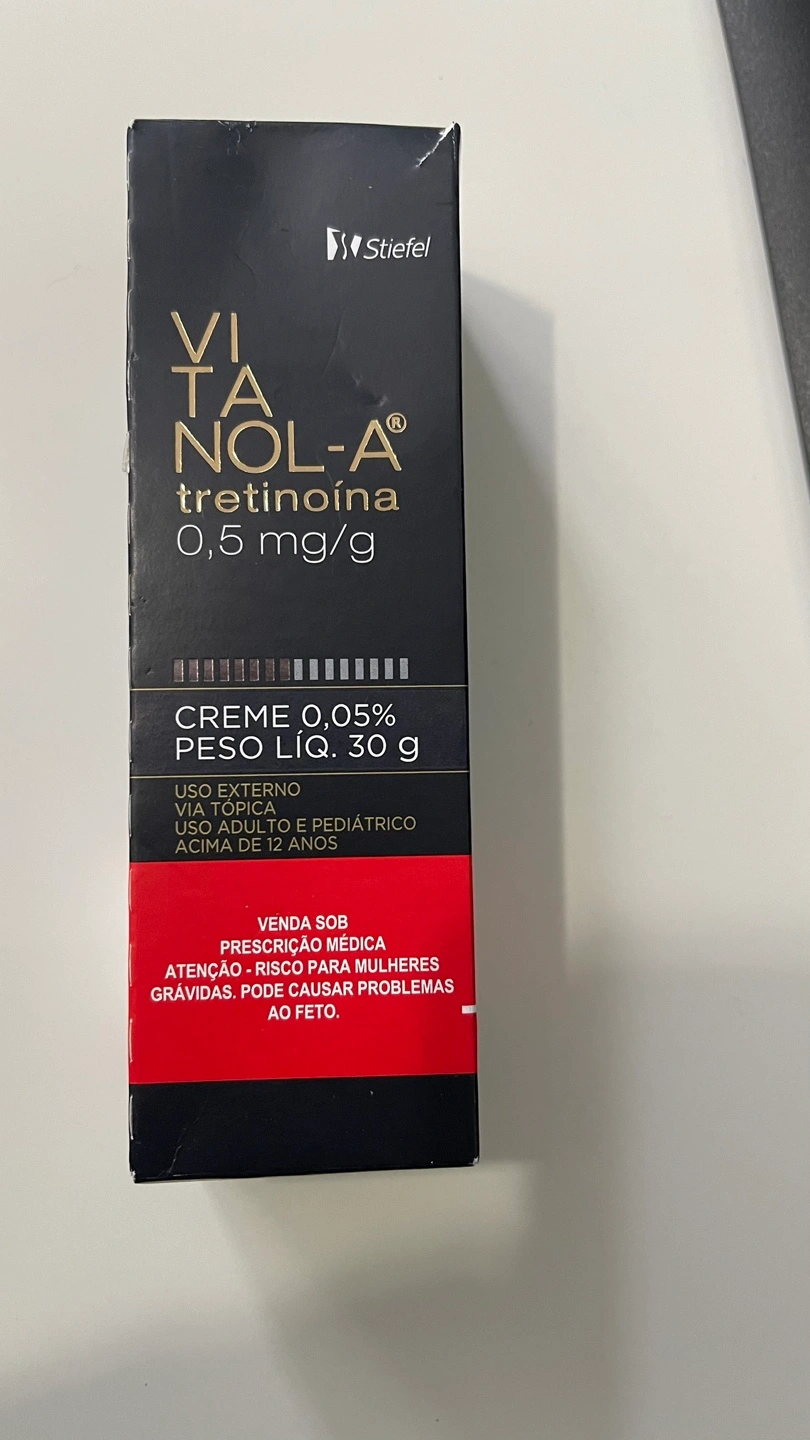 Stiefel
VI
TA
NOL-A®
tretinoína
0,5 mg/g
CREME 0,05%
PESO LÍQ. 30 g
USO EXTERNO
VIA TÓPICA
USO ADULTO E PEDIÁTRICO
ACIMA DE 12 ANOS
VENDA SOB
PRESCRIÇÃO MÉDICA
ATENÇÃO - RISCO PARA MULHERES
GRÁVIDAS. PODE CAUSAR PROBLEMAS
AO FETO.